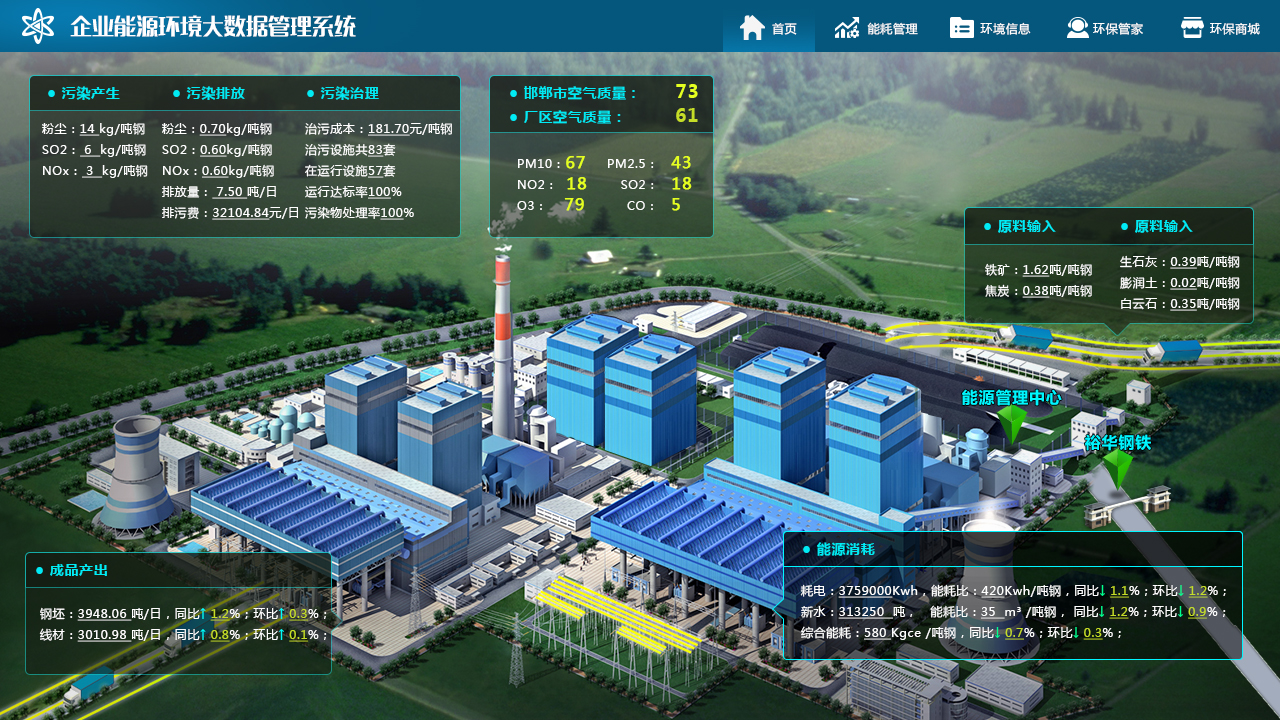 企业能源环境大数据管理系统
首页 能耗管理 环境信息 环保管家 环保商城
污染产生 污染排放 污染治理
粉尘：14 kg/吨钢 粉尘：0.70kg/吨钢 治污成本：181.70元/吨钢
SO2： 6 kg/吨钢 SO2：0.60kg/吨钢 治污设施共83套
NOx： 3 kg/吨钢 NOx：0.60kg/吨钢 在运行设施57套
排放量： 7.50 吨/日 运行达标率100%
排污费：32104.84元/日 污染物处理率100%
邯郸市空气质量： 73
厂区空气质量： 61
PM10：67 PM2.5： 43
NO2： 18 SO2： 18
O3： 79 CO： 5
原料输入 原料输入
铁矿：1.62吨/吨钢
焦炭：0.38吨/吨钢
生石灰：0.39吨/吨钢
膨润土：0.02吨/吨钢
白云石：0.35吨/吨钢
能源管理中心
裕华钢铁
成品产出
钢坯：3948.06 吨/日，同比↑ 1.2%；环比↑ 0.3%；
线材：3010.98 吨/日，同比↑ 0.8%；环比↑ 0.1%；
能源消耗
耗电：3759000Kwh，能耗比：420Kwh/吨钢，同比↓ 1.1%；环比↓ 1.2%；
新水：313250 吨， 能耗比：35 m³ /吨钢，同比↓ 1.2%；环比↓ 0.9%；
综合能耗：580 Kgce /吨钢，同比↓ 0.7%；环比↓ 0.3%；